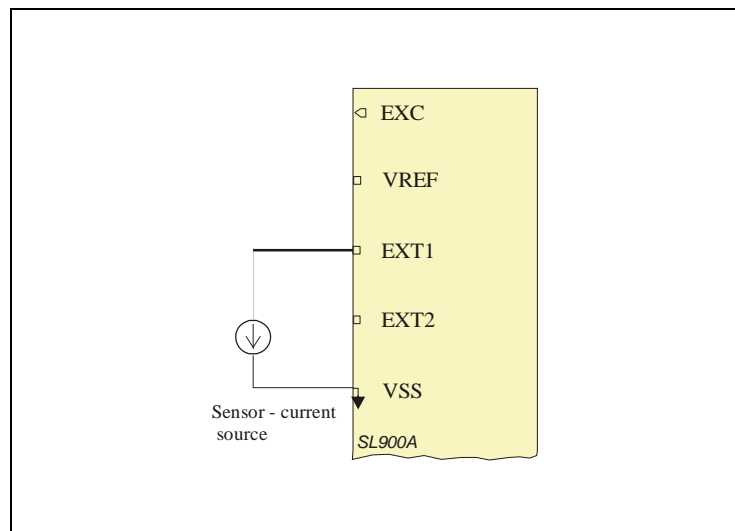 EXC
VREF
EXT1
EXT2
VSS
Sensor - current
source
SL900A